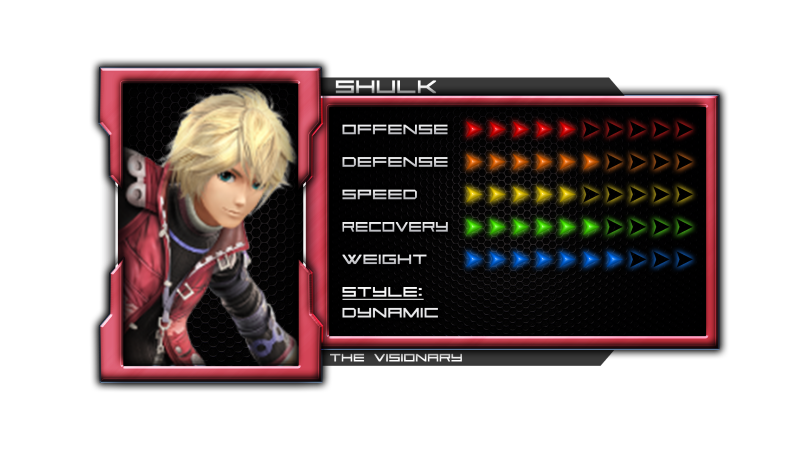 SHULK
OFFENSE
DEFENSE
SPEED
RECOVERY
WEIGHT
STYLE:
DYNAMIC
THE VISIONARY